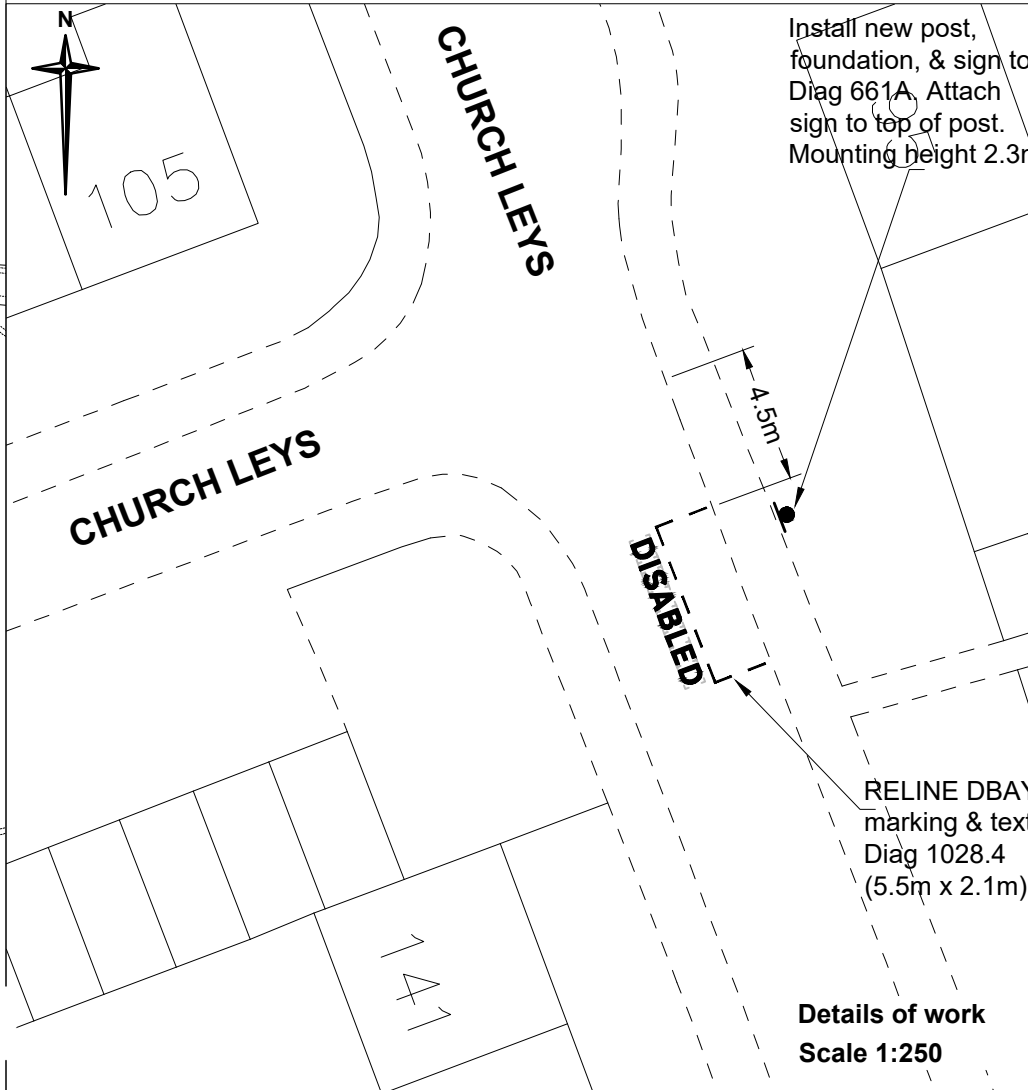 N
CHURCH LEYS
Install new post,
foundation, & sign to
Diag 661A. Attach
sign to top of post.
Mounting height 2.3m
105
4.5m
CHURCH LEYS
DISABLED
RELINE DBAY
marking & text
Diag 1028.4
(5.5m x 2.1m)
141
Details of work
Scale 1:250